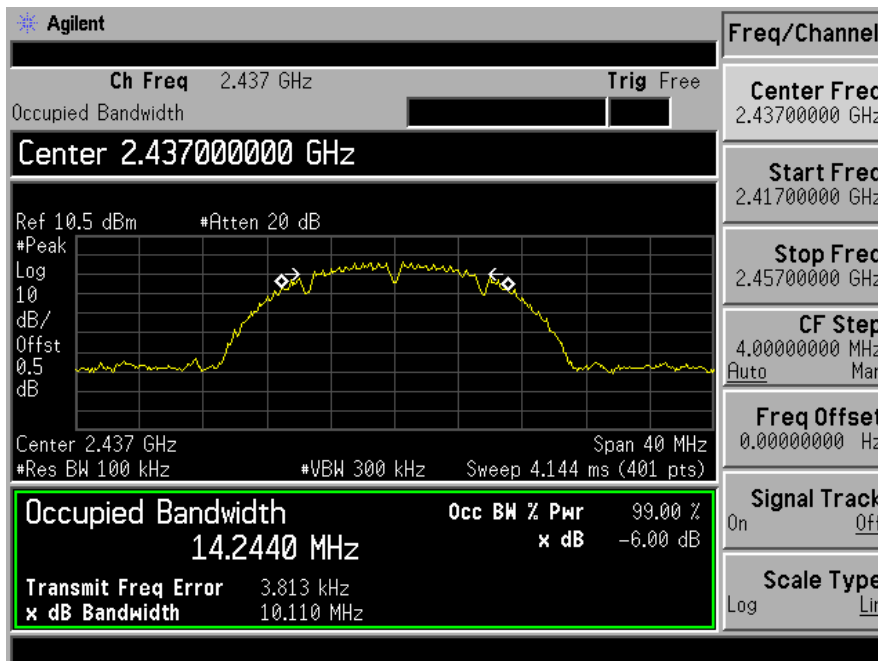 Agilent
Freq/Channel
Ch Freq 2.437 GHz Trig Free
Occupied Bandwidth
Center 2.437000000 GHz
Ref 10.5 dBm #Atten 20 dB
#Peak
Log
10
dB/
Offst
0.5
dB
Center 2.437 GHz Span 40 MHz
#Res BW 100 kHz #VBW 300 kHz Sweep 4.144 ms (401 pts)
Occupied Bandwidth
14.2440 MHz
Occ BW % Pwr 99.00 %
x dB -6.00 dB
Transmit Freq Error 3.813 kHz
x dB Bandwidth 10.110 MHz
Center Freq
2.43700000 GHz
Start Freq
2.41700000 GHz
Stop Freq
2.45700000 GHz
CF Step
4.00000000 MHz
Auto Man
Freq Offset
0.00000000 Hz
Signal Track
On Off
Scale Type
Log Lin